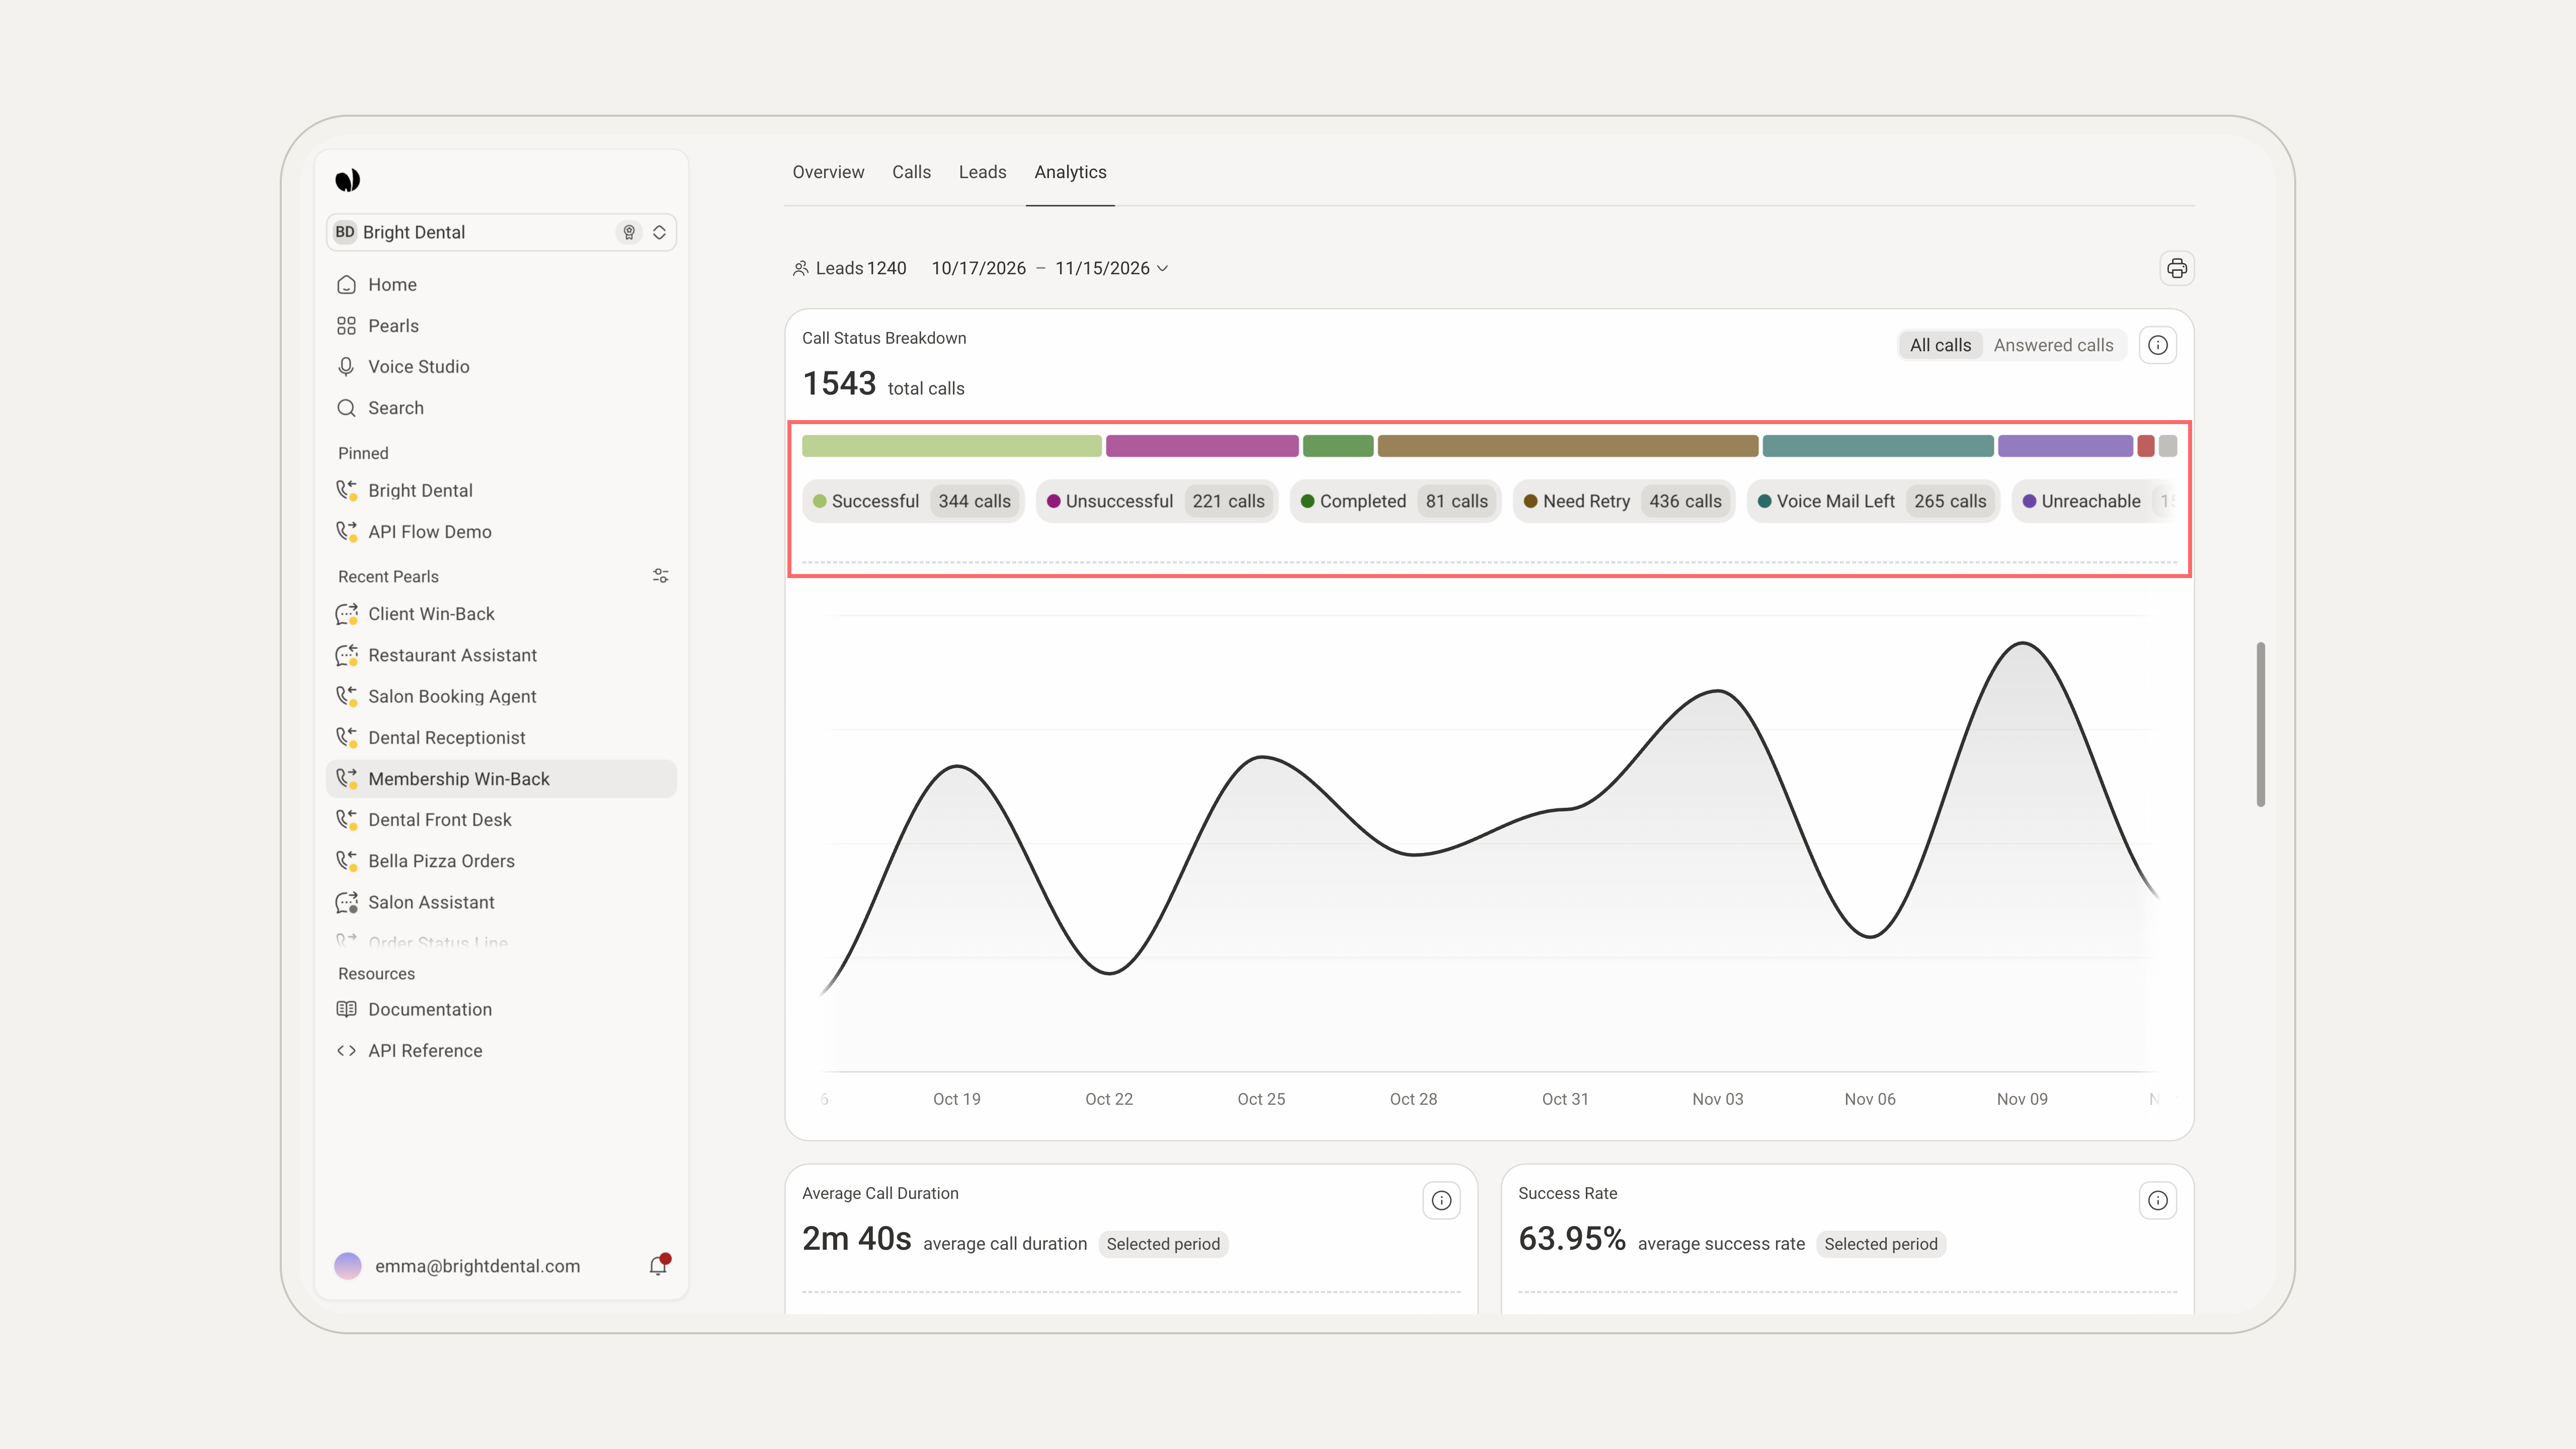 BD Bright Dental
Home
Pearls
Voice Studio
Search
Pinned
Bright Dental
API Flow Demo
Recent Pearls
Client Win-Back
Restaurant Assistant
Salon Booking Agent
Dental Receptionist
Membership Win-Back
Dental Front Desk
Bella Pizza Orders
Salon Assistant
Order Status Line
Resources
Documentation
API Reference
emma@brightdental.com
Overview Calls Leads Analytics
Leads 1240 10/17/2026 – 11/15/2026
Call Status Breakdown
All calls Answered calls
1543 total calls
Successful 344 calls Unsuccessful 221 calls Completed 81 calls Need Retry 436 calls Voice Mail Left 265 calls Unreachable
Oct 19 Oct 22 Oct 25 Oct 28 Oct 31 Nov 03 Nov 06 Nov 09
Average Call Duration
2m 40s average call duration Selected period
Success Rate
63.95% average success rate Selected period